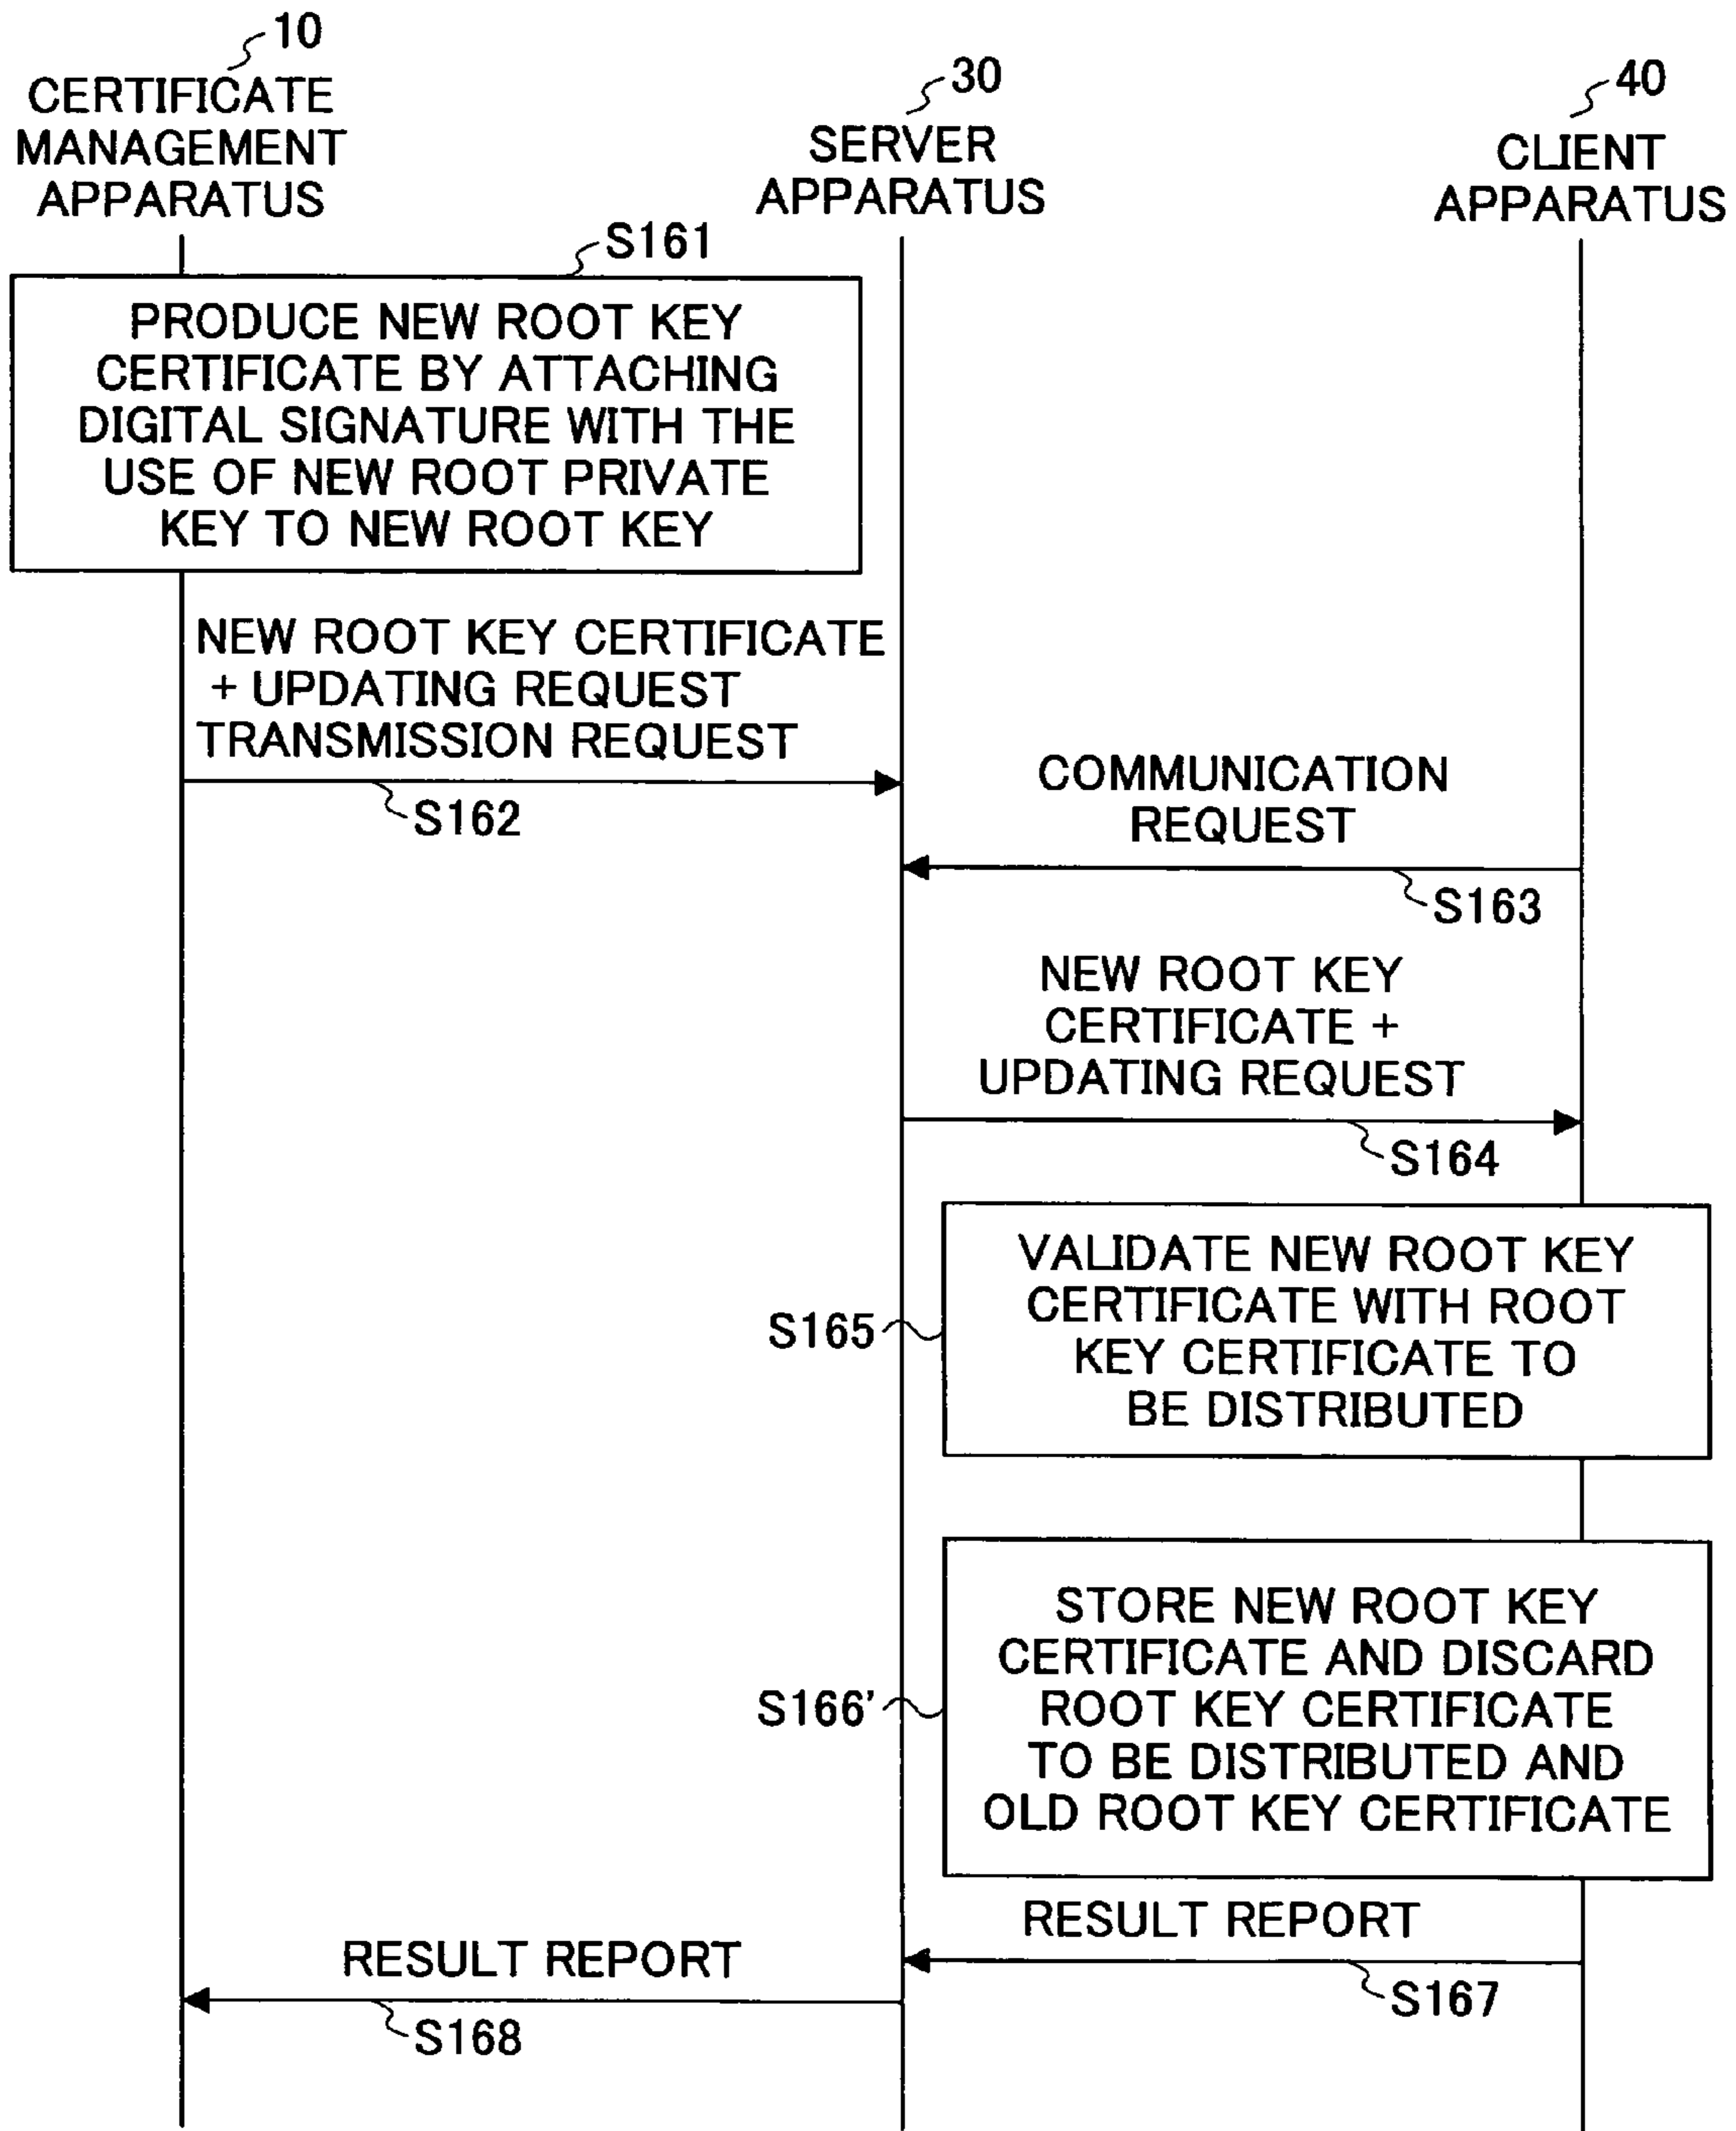 10
CERTIFICATE
MANAGEMENT
APPARATUS
30
SERVER
APPARATUS
40
CLIENT
APPARATUS
S161
PRODUCE NEW ROOT KEY
CERTIFICATE BY ATTACHING
DIGITAL SIGNATURE WITH THE
USE OF NEW ROOT PRIVATE
KEY TO NEW ROOT KEY
NEW ROOT KEY CERTIFICATE
+ UPDATING REQUEST
TRANSMISSION REQUEST
S162
COMMUNICATION
REQUEST
S163
NEW ROOT KEY
CERTIFICATE +
UPDATING REQUEST
S164
S165
VALIDATE NEW ROOT KEY
CERTIFICATE WITH ROOT
KEY CERTIFICATE TO
BE DISTRIBUTED
S166'
STORE NEW ROOT KEY
CERTIFICATE AND DISCARD
ROOT KEY CERTIFICATE
TO BE DISTRIBUTED AND
OLD ROOT KEY CERTIFICATE
RESULT REPORT
S167
RESULT REPORT
S168